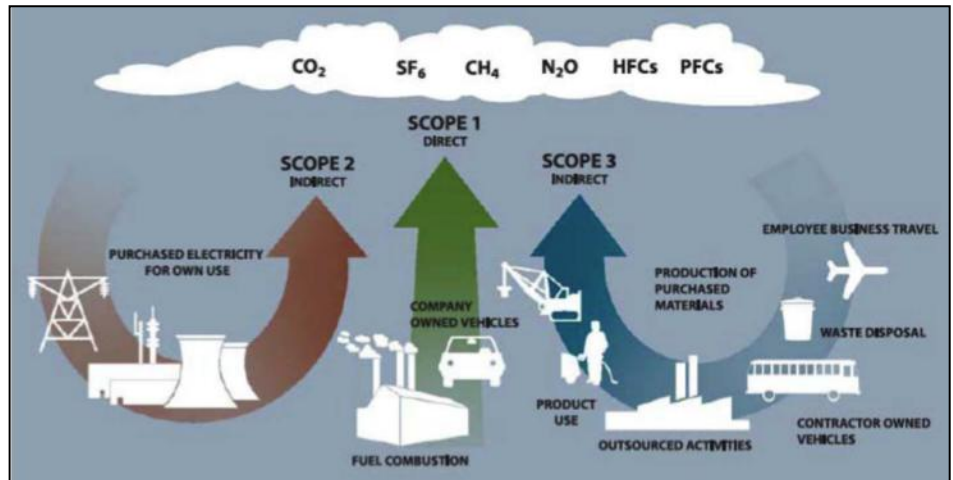 CO₂ SF₆ CH₄ N₂O HFCs PFCs
SCOPE 1
DIRECT
SCOPE 2
INDIRECT
SCOPE 3
INDIRECT
PURCHASED ELECTRICITY
FOR OWN USE
COMPANY
OWNED VEHICLES
FUEL COMBUSTION
PRODUCT
USE
OUTSOURCED ACTIVITIES
PRODUCTION OF
PURCHASED
MATERIALS
EMPLOYEE BUSINESS TRAVEL
WASTE DISPOSAL
CONTRACTOR OWNED
VEHICLES